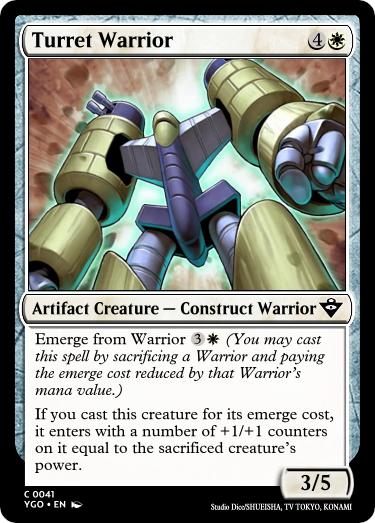 Turret Warrior 4
Artifact Creature — Construct Warrior
Emerge from Warrior 3 (You may cast
this spell by sacrificing a Warrior and paying
the emerge cost reduced by that Warrior's
mana value.)
If you cast this creature for its emerge cost,
it enters with a number of +1/+1 counters
on it equal to the sacrificed creature's
power.
3/5
C 0041
YGO • EN
Studio Dice/SHUEISHA, TV TOKYO, KONAMI